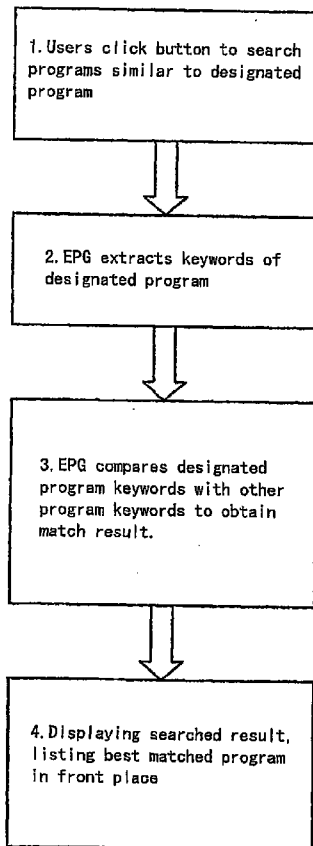 1. Users click button to search
programs similar to designated
program
2. EPG extracts keywords of
designated program
3. EPG compares designated
program keywords with other
program keywords to obtain
match result.
4. Displaying searched result,
listing best matched program
in front place